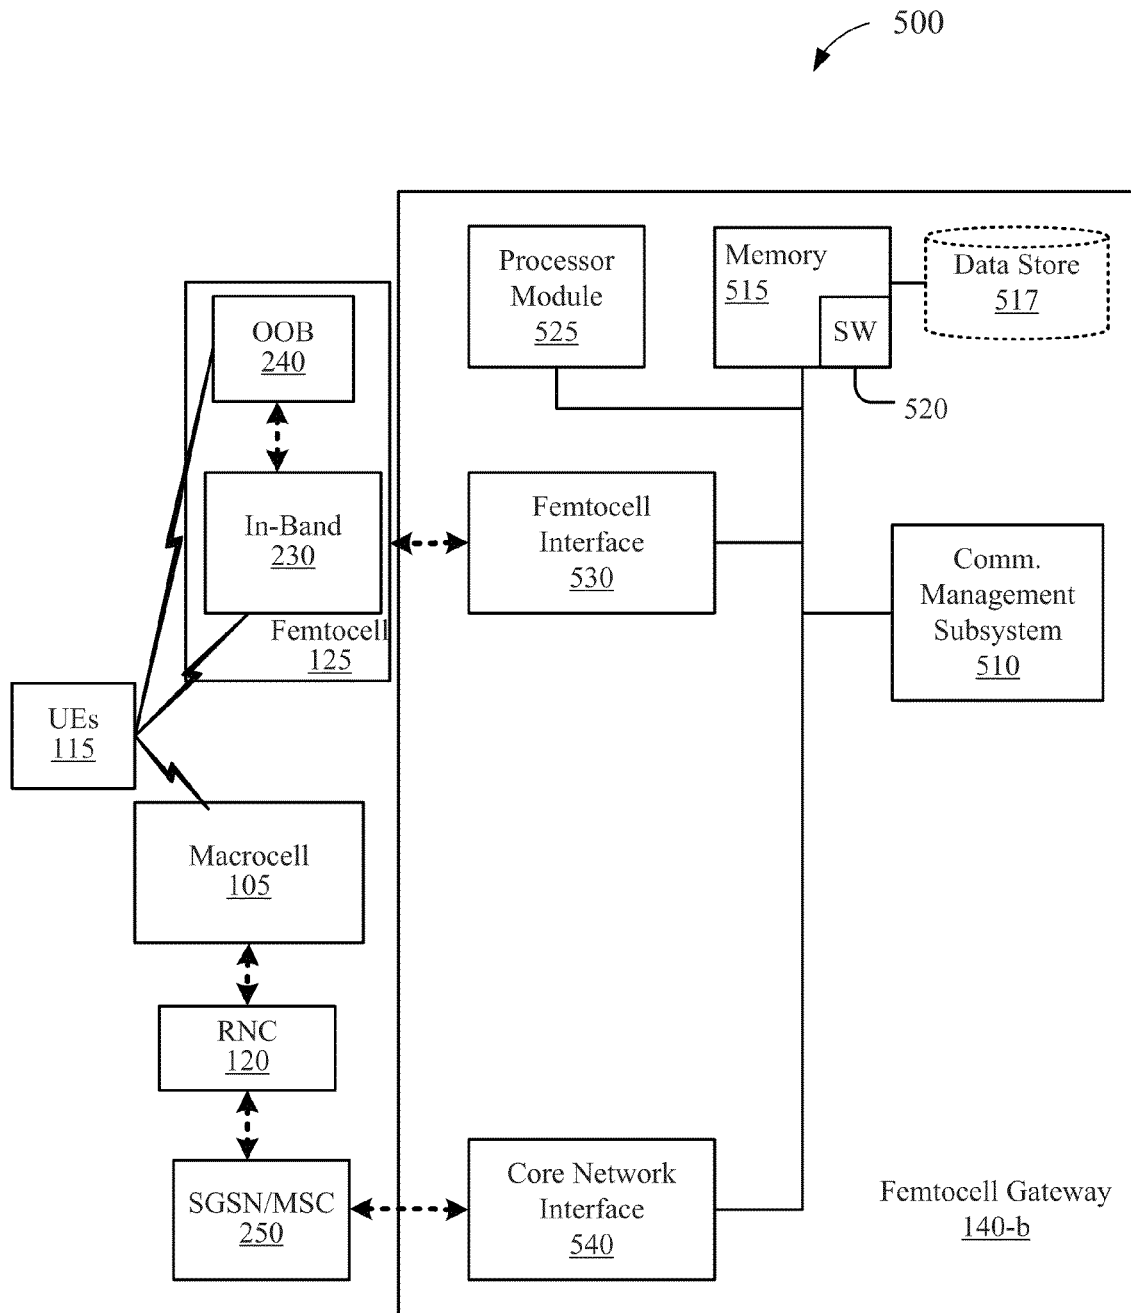 500
Processor
Module
525
Memory
515
SW
Data Store
517
520
OOB
240
In-Band
230
Femtocell
125
Femtocell
Interface
530
Comm.
Management
Subsystem
510
UEs
115
Macrocell
105
RNC
120
SGSN/MSC
250
Core Network
Interface
540
Femtocell Gateway
140-b